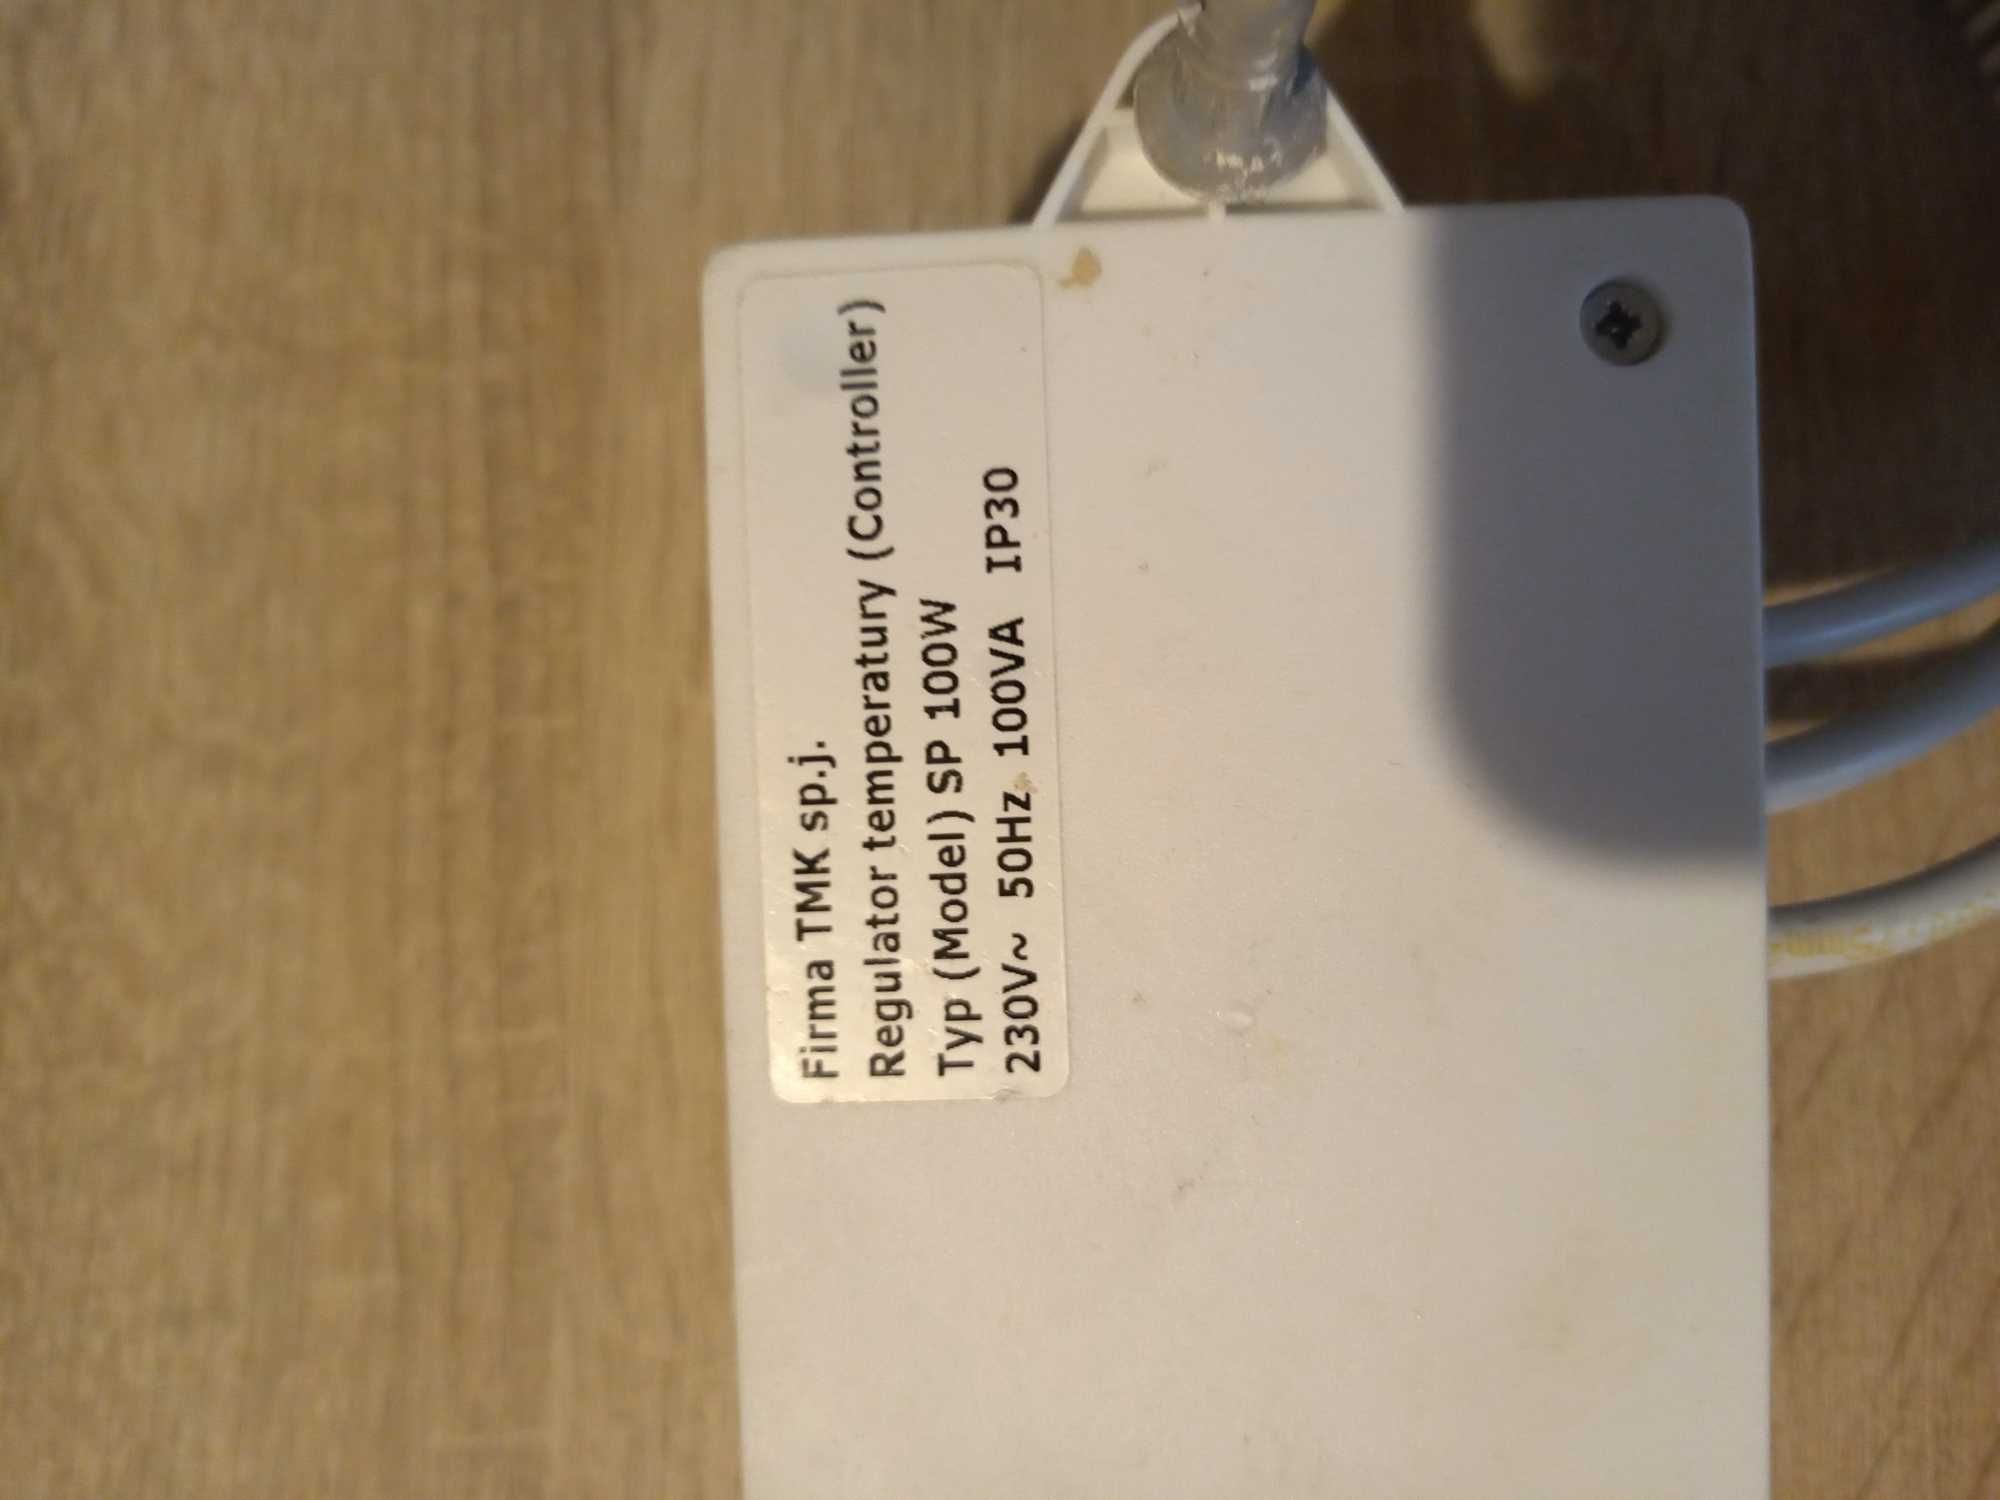 Firma TMK sp.j.
Regulator temperatury (Controller)
Typ (Model) SP 100W
230V~ 50Hz 100VA IP30